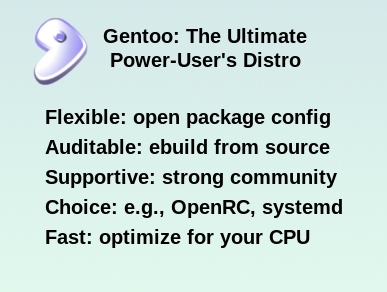 Gentoo: The Ultimate
Power-User's Distro
Flexible: open package config
Auditable: ebuild from source
Supportive: strong community
Choice: e.g., OpenRC, systemd
Fast: optimize for your CPU